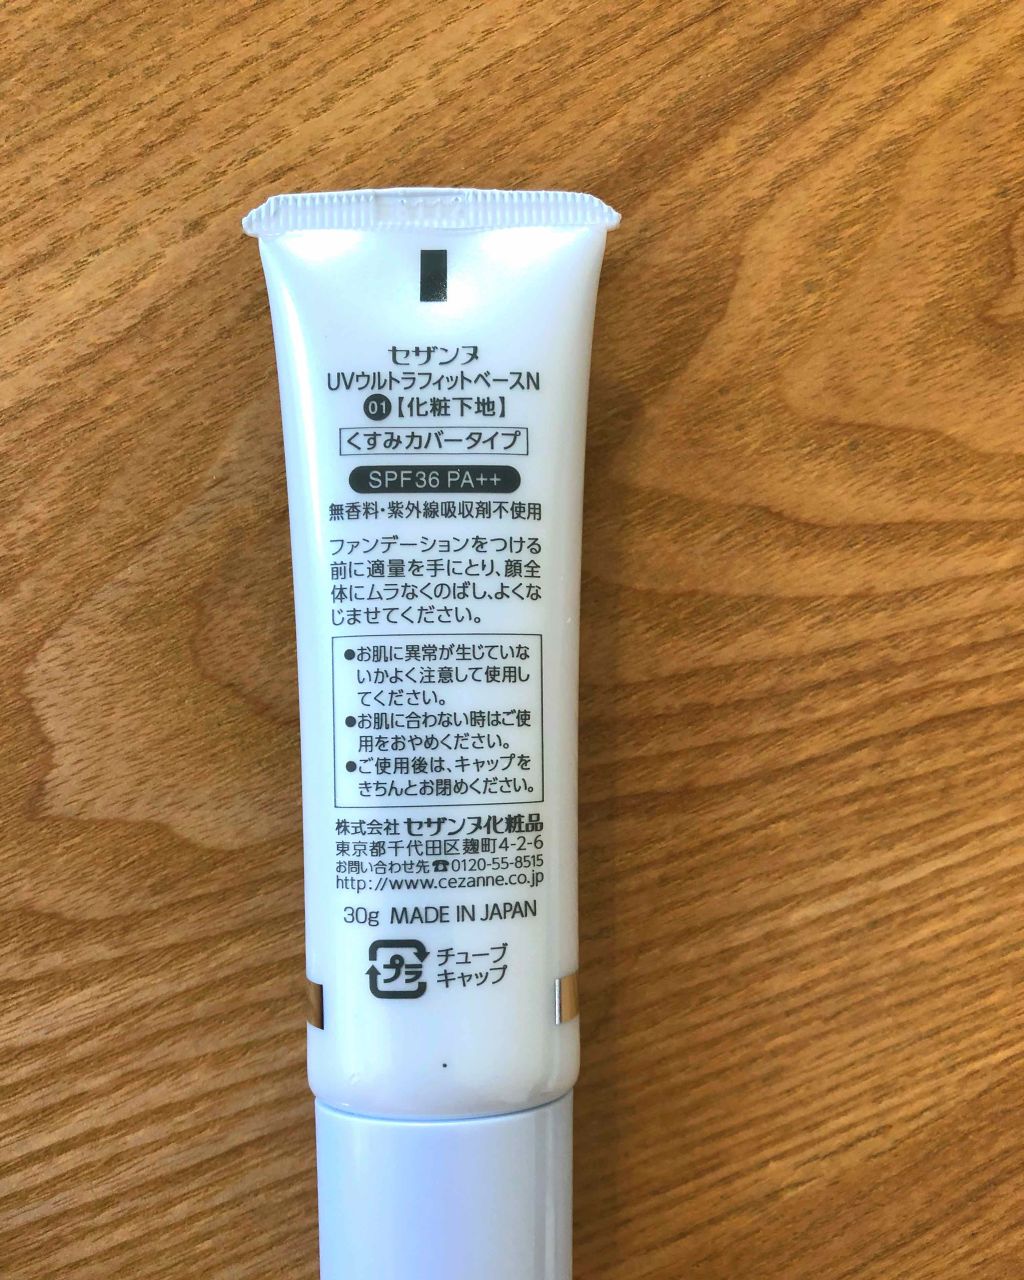 セザンヌ
UVウルトラフィットベースN
01【化粧下地】
くすみカバータイプ
SPF36 PA++
無香料・紫外線吸収剤不使用
ファンデーションをつける
前に適量を手にとり、顔全
体にムラなくのばし、よくな
じませてください。
●お肌に異常が生じていな
いかよく注意して使用し
てください。
●お肌に合わない時はご使
用をおやめください。
●ご使用後は、キャップを
きちんとお閉めください。
株式会社 セザンヌ化粧品
東京都千代田区麹町4-2-6
お問い合わせ先☎0120-55-8515
http://www.cezanne.co.jp
30g MADE IN JAPAN
プラ チューブ
キャップ